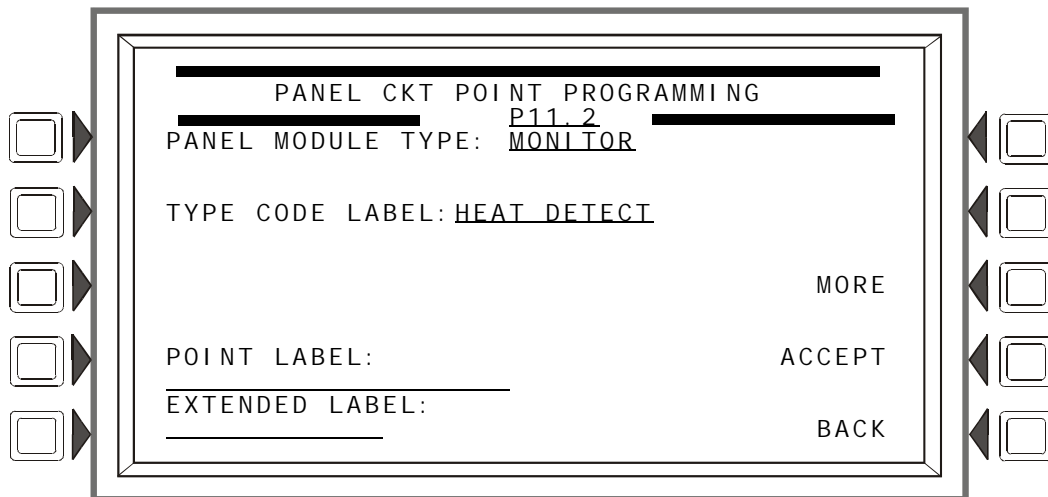 PANEL CKT POINT PROGRAMMING
P11.2
PANEL MODULE TYPE: MONITOR
TYPE CODE LABEL: HEAT DETECT
MORE
POINT LABEL:
ACCEPT
EXTENDED LABEL:
BACK